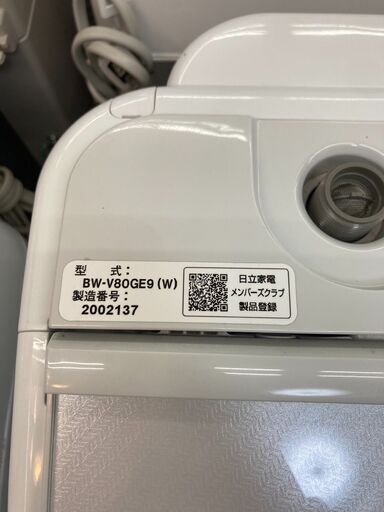 型　式：
BW-V80GE9 (W)
製造番号：
2002137
日立家電
メンバーズクラブ
製品登録